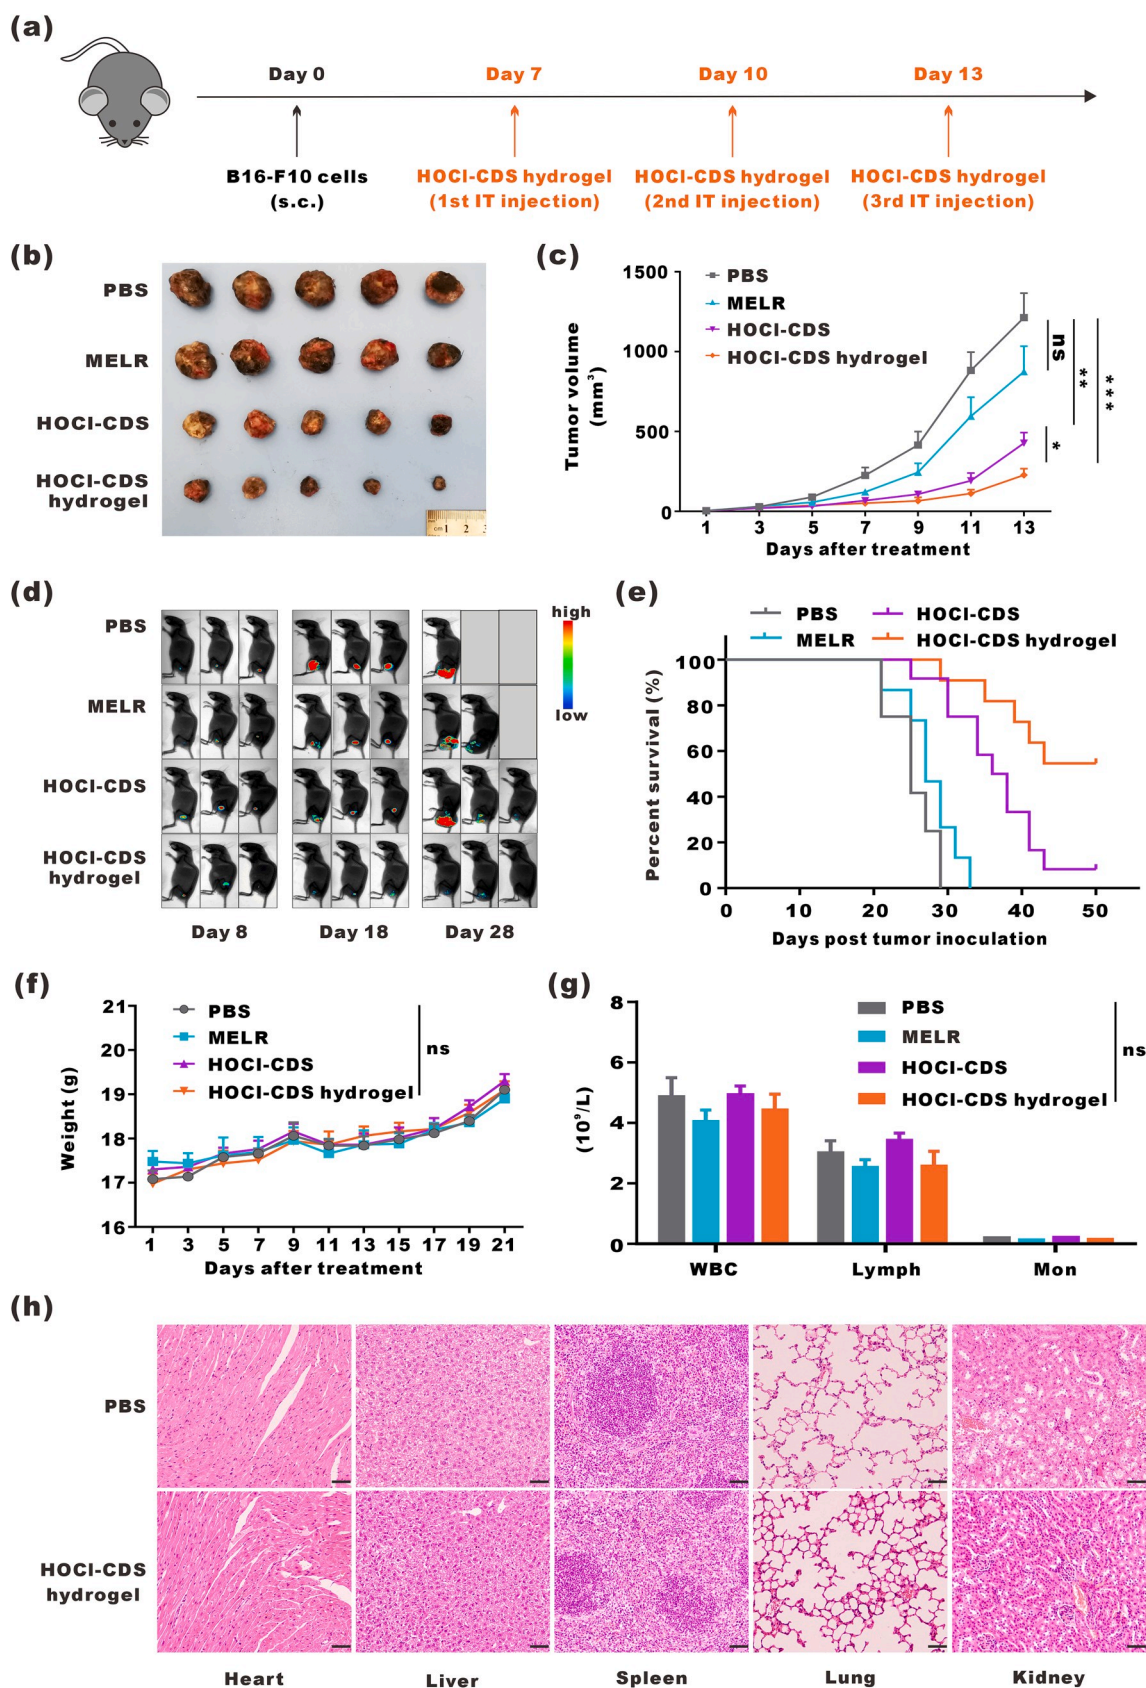 (a)
Day 0
Day 7
Day 10
Day 13
B16-F10 cells
(s.c.)
HOCl-CDS hydrogel
(1st IT injection)
HOCl-CDS hydrogel
(2nd IT injection)
HOCl-CDS hydrogel
(3rd IT injection)
(b)
PBS
MELR
HOCl-CDS
HOCl-CDS
hydrogel
cm 1 2 3
(c)
1500
1000
500
0
Tumor volume
(mm³)
PBS
MELR
HOCl-CDS
HOCl-CDS hydrogel
ns
**
***
*
1 3 5 7 9 11 13
Days after treatment
(d)
PBS
MELR
HOCl-CDS
HOCl-CDS
hydrogel
high
low
Day 8
Day 18
Day 28
(e)
PBS
HOCl-CDS
MELR
HOCl-CDS hydrogel
Percent survival (%)
100
80
60
40
20
0
0 10 20 30 40 50
Days post tumor inoculation
(f)
PBS
MELR
HOCl-CDS
HOCl-CDS hydrogel
ns
Weight (g)
21
20
19
18
17
16
1 3 5 7 9 11 13 15 17 19 21
Days after treatment
(g)
PBS
MELR
HOCl-CDS
HOCl-CDS hydrogel
ns
(10⁹/L)
8
6
4
2
0
WBC
Lymph
Mon
(h)
PBS
HOCl-CDS
hydrogel
Heart
Liver
Spleen
Lung
Kidney